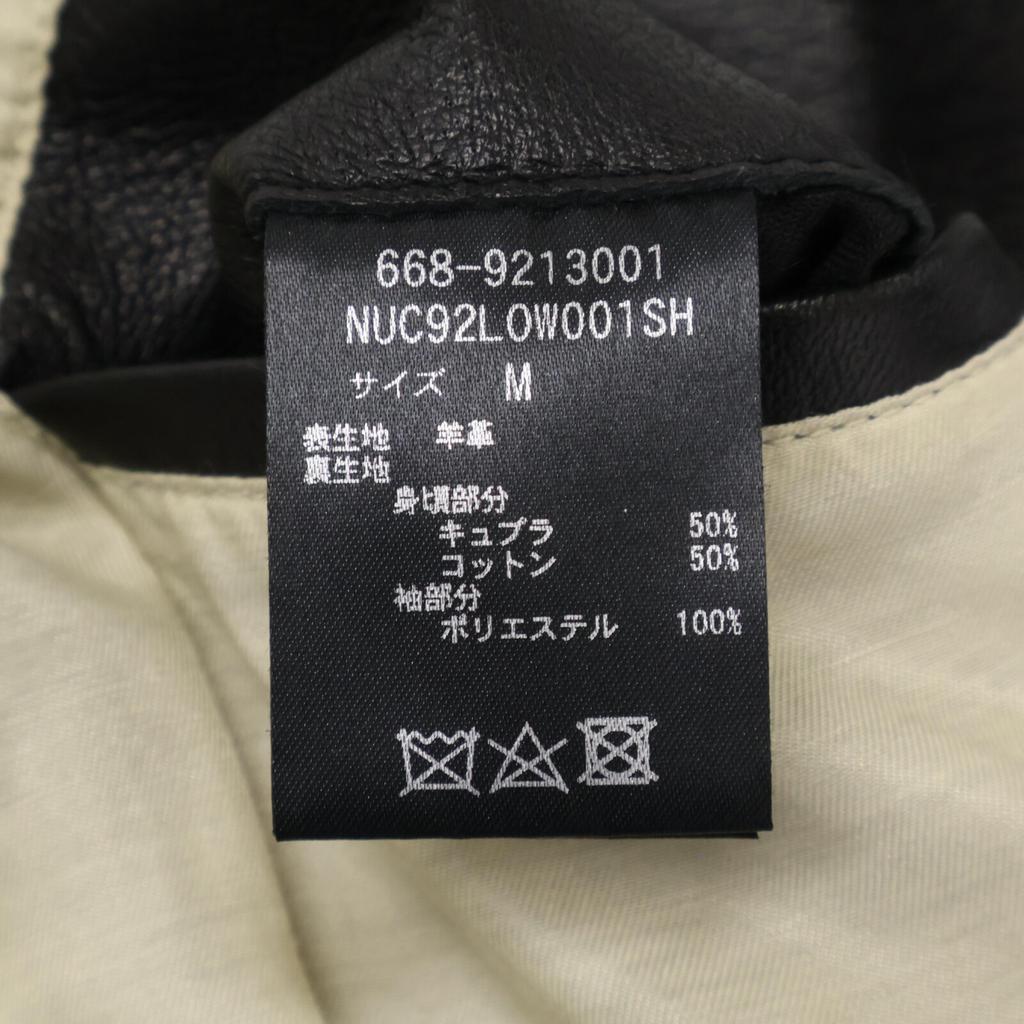 668-9213001
NUC92LOW001SH
サイズ M
表生地 羊革
裏生地
身頃部分
キュプラ 50%
コットン 50%
袖部分
ポリエステル 100%